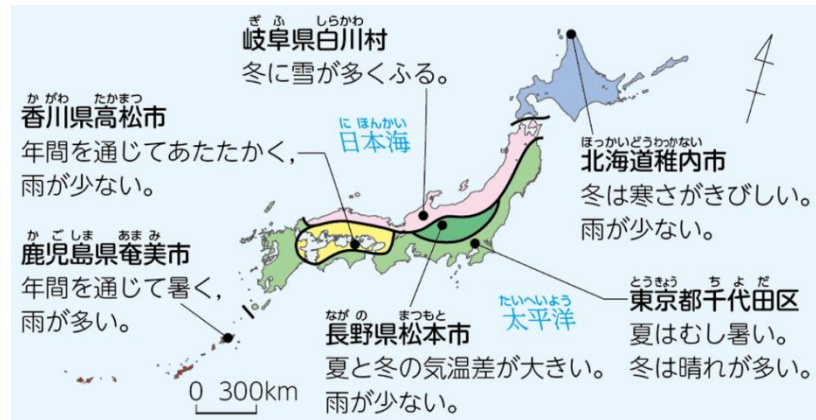 ぎふ しらかわ
岐阜県白川村
冬に雪が多くふる。
かがわ たかまつ
香川県高松市
年間を通じてあたたかく,
雨が少ない。
にほんかい
日本海
ほっかいどうわっかない
北海道稚内市
冬は寒さがきびしい。
雨が少ない。
かごしま あまみ
鹿児島県奄美市
年間を通じて暑く,
雨が多い。
たいへいよう
太平洋
とうきょう ちよだ
東京都千代田区
夏はむし暑い。
冬は晴れが多い。
ながの まつもと
長野県松本市
夏と冬の気温差が大きい。
雨が少ない。
0 300km